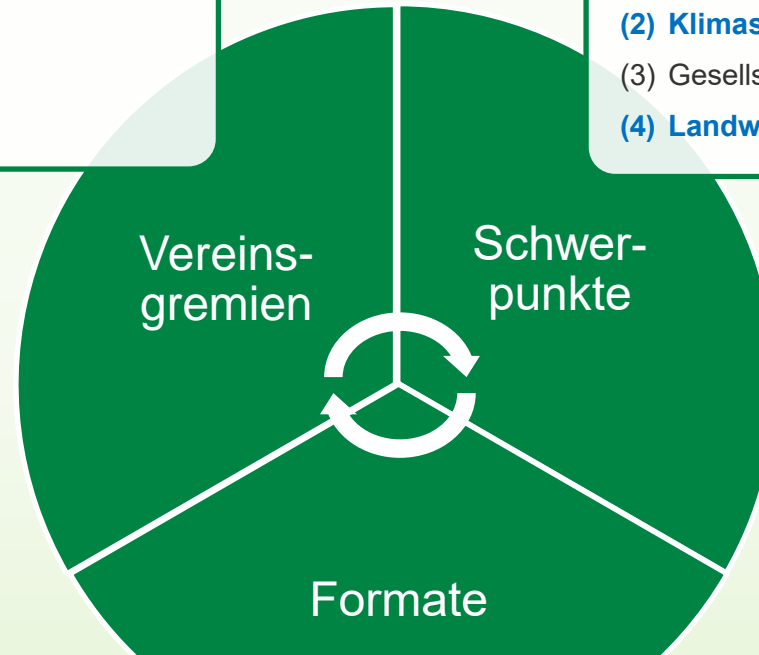 (2) Klimas
(3) Gesells
(4) Landw
Vereins-
gremien
Schwer-
punkte
Formate